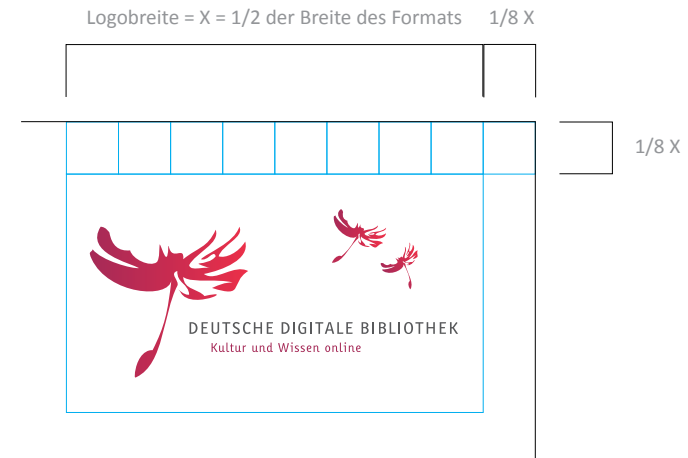 Logobreite = X = 1/2 der Breite des Formats 1/8 X
1/8 X
DEUTSCHE DIGITALE BIBLIOTHEK
Kultur und Wissen online